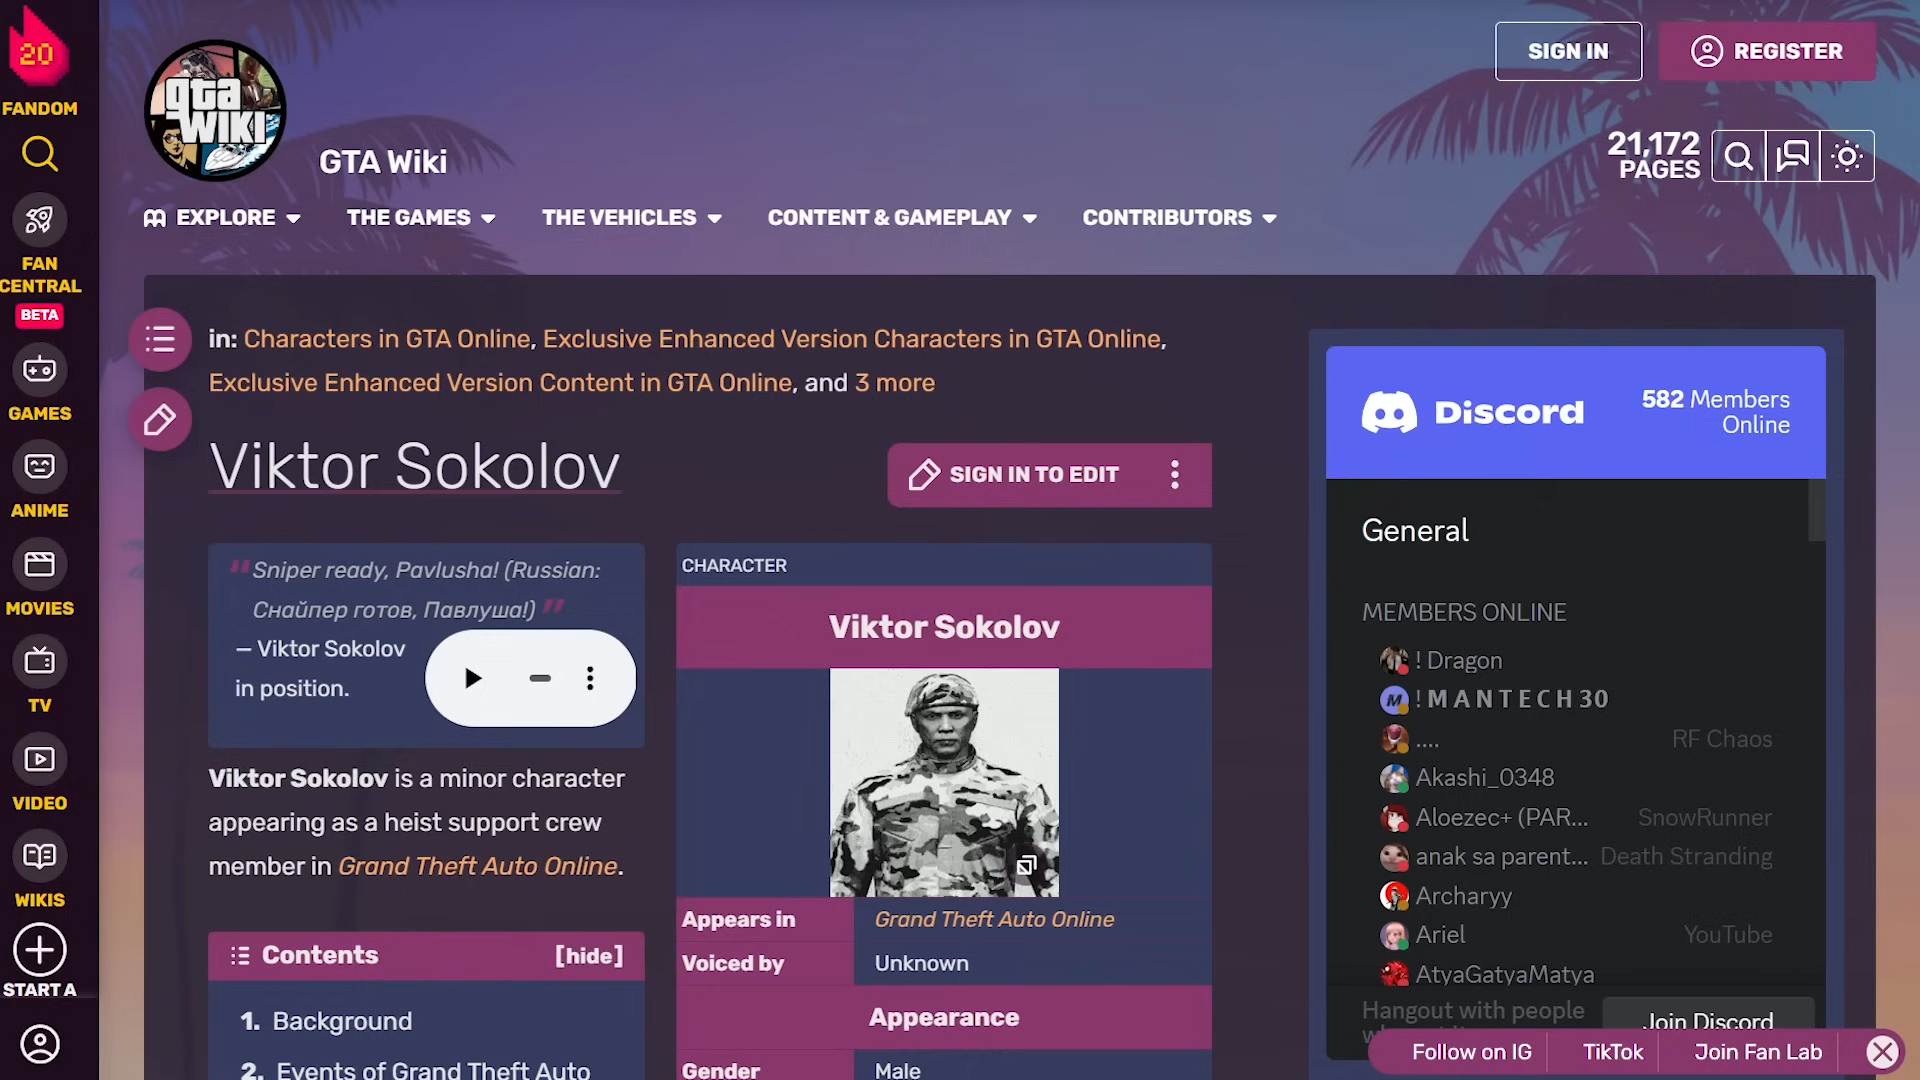 20
FANDOM
FAN
CENTRAL
BETA
GAMES
ANIME
MOVIES
TV
VIDEO
WIKIS
START A
gta
WIKI
GTA Wiki
SIGN IN
REGISTER
21,172
PAGES
EXPLORE
THE GAMES
THE VEHICLES
CONTENT & GAMEPLAY
CONTRIBUTORS
in: Characters in GTA Online, Exclusive Enhanced Version Characters in GTA Online,
Exclusive Enhanced Version Content in GTA Online, and 3 more
Viktor Sokolov
SIGN IN TO EDIT
"Sniper ready, Pavlusha! (Russian:
Снайпер готов, Павлуша!)"
— Viktor Sokolov
in position.
Viktor Sokolov is a minor character
appearing as a heist support crew
member in Grand Theft Auto Online.
Contents [hide]
1. Background
2. Events of Grand Theft Auto
CHARACTER
Viktor Sokolov
Appears in Grand Theft Auto Online
Voiced by Unknown
Appearance
Gender Male
Discord
582 Members
Online
General
MEMBERS ONLINE
! Dragon
! M A N T E C H 30
.... RF Chaos
Akashi_0348
Aloezec+ (PAR... SnowRunner
anak sa parent... Death Stranding
Archaryy
Ariel YouTube
AtyaGatyaMatya
Hangout with people
Join Discord
Follow on IG
TikTok
Join Fan Lab